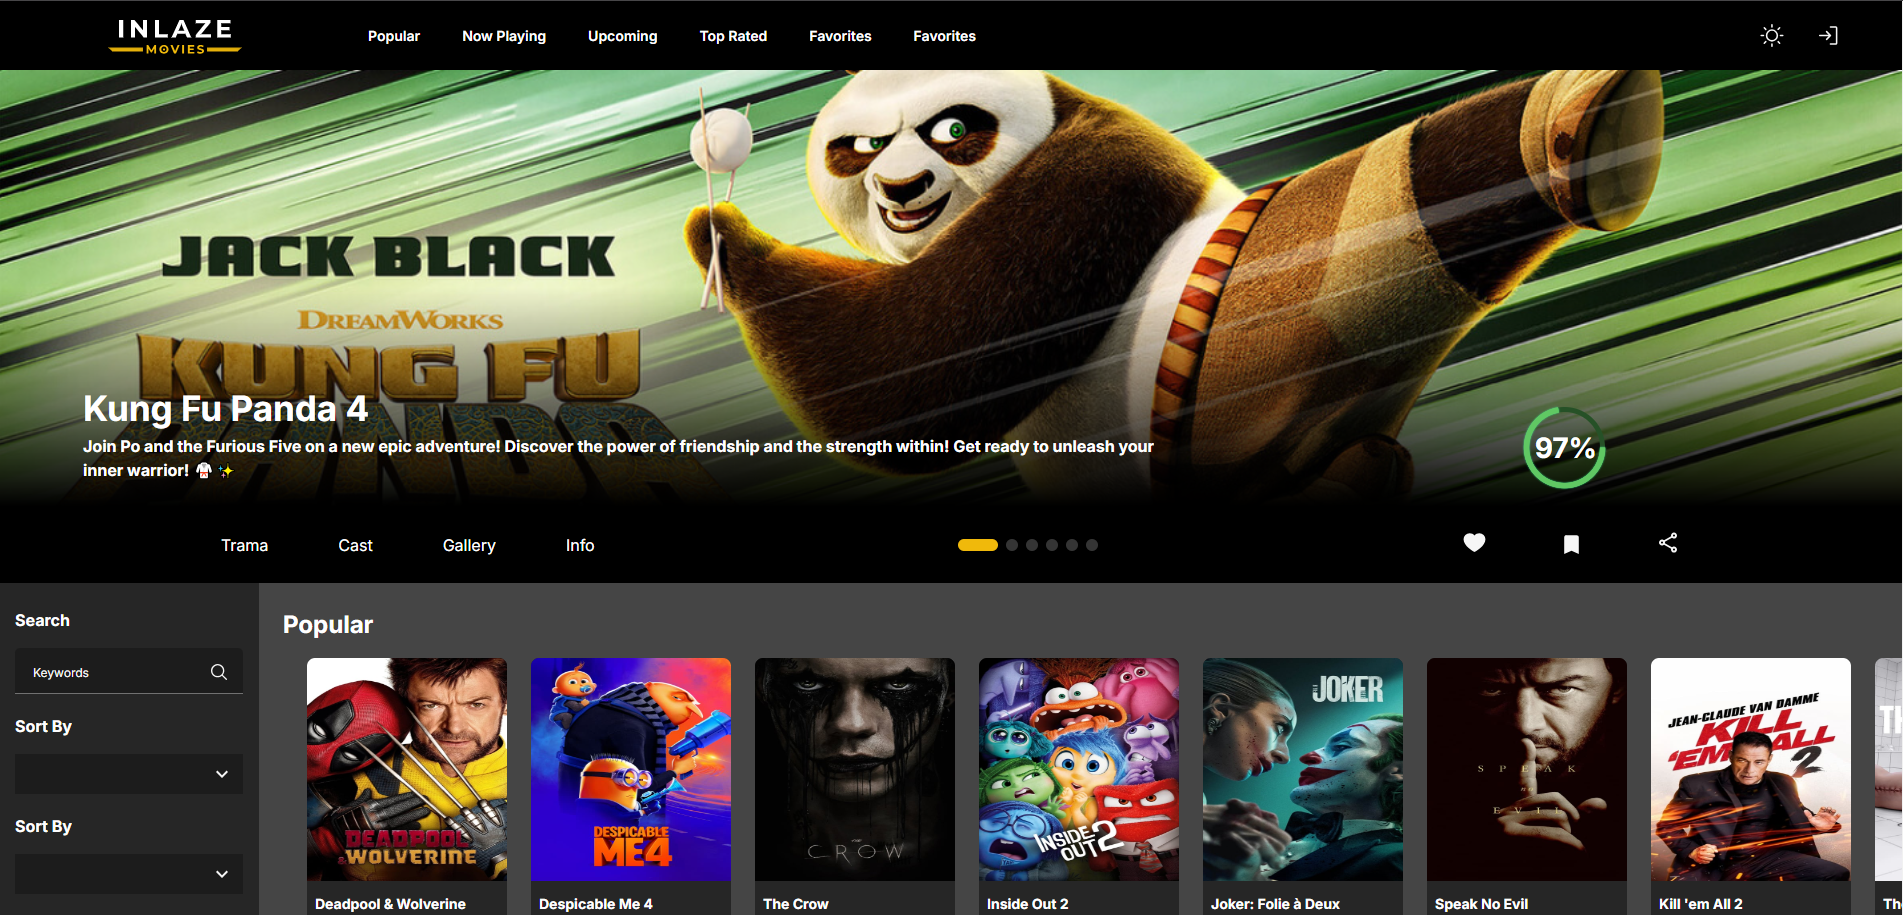 INLAZE
MOVIES
Popular
Now Playing
Upcoming
Top Rated
Favorites
Favorites
JACK BLACK
DREAMWORKS
KUNG FU
PANDA
Kung Fu Panda 4
Join Po and the Furious Five on a new epic adventure! Discover the power of friendship and the strength within! Get ready to unleash your
inner warrior! 🥋 ✨
97%
Trama
Cast
Gallery
Info
Search
Keywords
Sort By
Sort By
Popular
DEADPOOL
& WOLVERINE
Deadpool & Wolverine
DESPICABLE
ME4
Despicable Me 4
THE
CROW
The Crow
INSIDE
OUT 2
Inside Out 2
JOKER
Joker: Folie à Deux
SPEAK
NO
EVIL
Speak No Evil
JEAN-CLAUDE VAN DAMME
KILL
'EM ALL
2
Kill 'em All 2
TH
Th